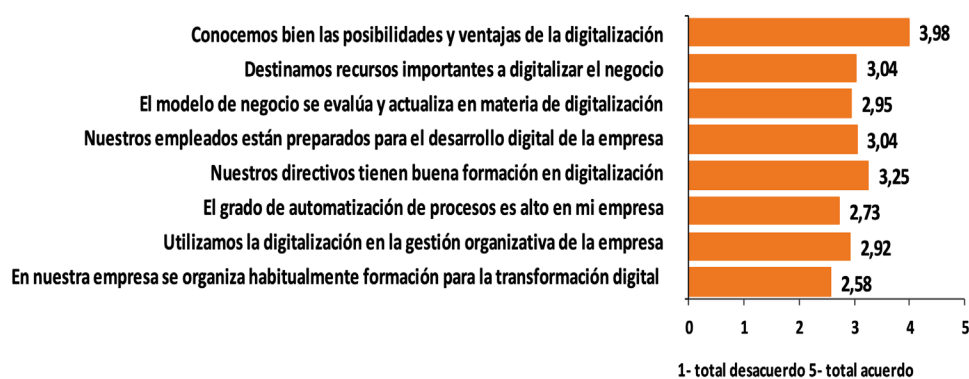 Conocemos bien las posibilidades y ventajas de la digitalización 3,98
Destinamos recursos importantes a digitalizar el negocio 3,04
El modelo de negocio se evalúa y actualiza en materia de digitalización 2,95
Nuestros empleados están preparados para el desarrollo digital de la empresa 3,04
Nuestros directivos tienen buena formación en digitalización 3,25
El grado de automatización de procesos es alto en mi empresa 2,73
Utilizamos la digitalización en la gestión organizativa de la empresa 2,92
En nuestra empresa se organiza habitualmente formación para la transformación digital 2,58
0 1 2 3 4 5
1- total desacuerdo 5- total acuerdo